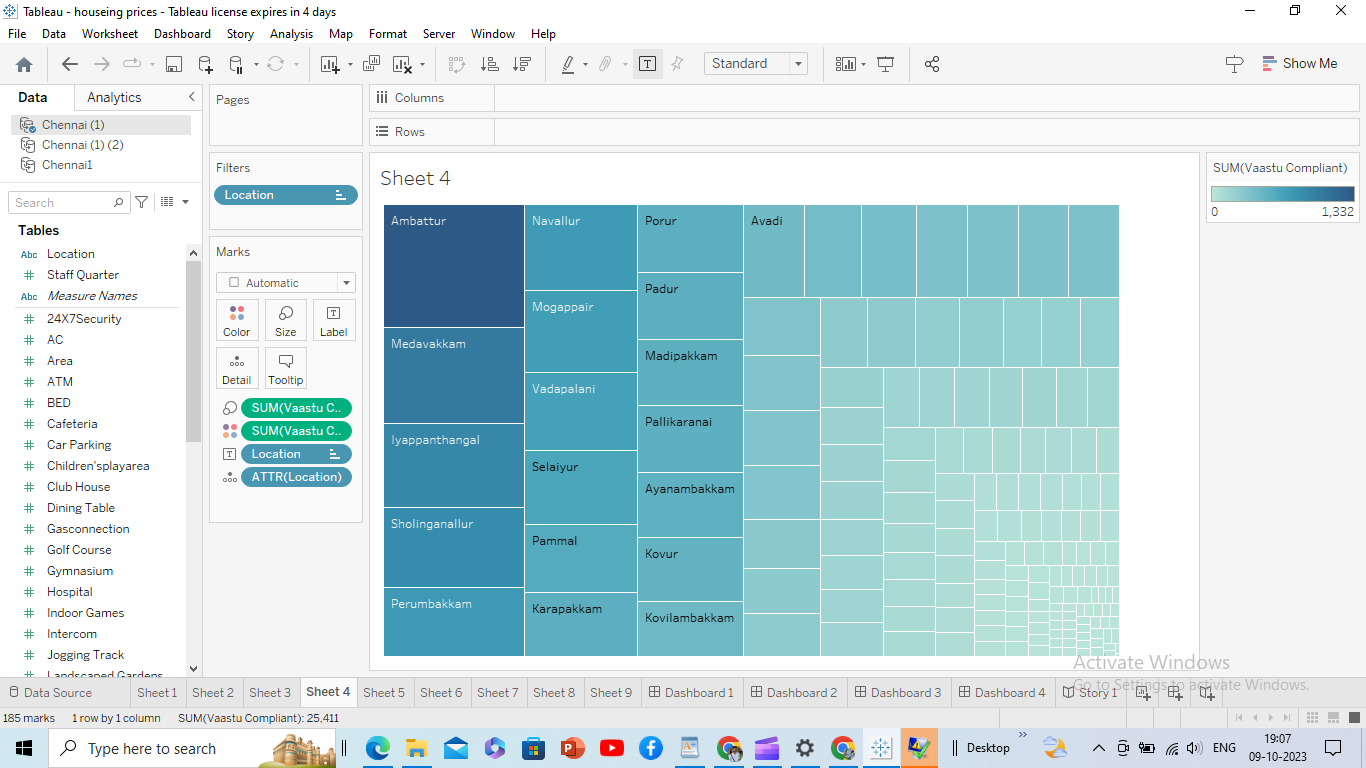 Tableau - houseing prices - Tableau license expires in 4 days
File Data Worksheet Dashboard Story Analysis Map Format Server Window Help
Standard
Show Me
Data Analytics
Chennai (1)
Chennai (1) (2)
Chennai1
Search
Tables
Abc Location
Staff Quarter
Abc Measure Names
24X7Security
AC
Area
ATM
BED
Cafeteria
Car Parking
Children'splayarea
Club House
Dining Table
Gasconnection
Golf Course
Gymnasium
Hospital
Indoor Games
Intercom
Jogging Track
Landscaped Gardens
Pages
Filters
Location
Marks
Automatic
Color Size Label
Detail Tooltip
SUM(Vaastu C..
SUM(Vaastu C..
Location
ATTR(Location)
Columns
Rows
Sheet 4
Ambattur
Medavakkam
Iyappanthangal
Sholinganallur
Perumbakkam
Navallur
Mogappair
Vadapalani
Selaiyur
Pammal
Karapakkam
Porur
Padur
Madipakkam
Pallikaranai
Ayanambakkam
Kovur
Kovilambakkam
Avadi
SUM(Vaastu Compliant)
0 1,332
Activate Windows
Go to Settings to activate Windows.
Data Source Sheet 1 Sheet 2 Sheet 3 Sheet 4 Sheet 5 Sheet 6 Sheet 7 Sheet 8 Sheet 9 Dashboard 1 Dashboard 2 Dashboard 3 Dashboard 4 Story 1
185 marks 1 row by 1 column SUM(Vaastu Compliant): 25,411
Type here to search
Desktop
ENG
19:07
09-10-2023